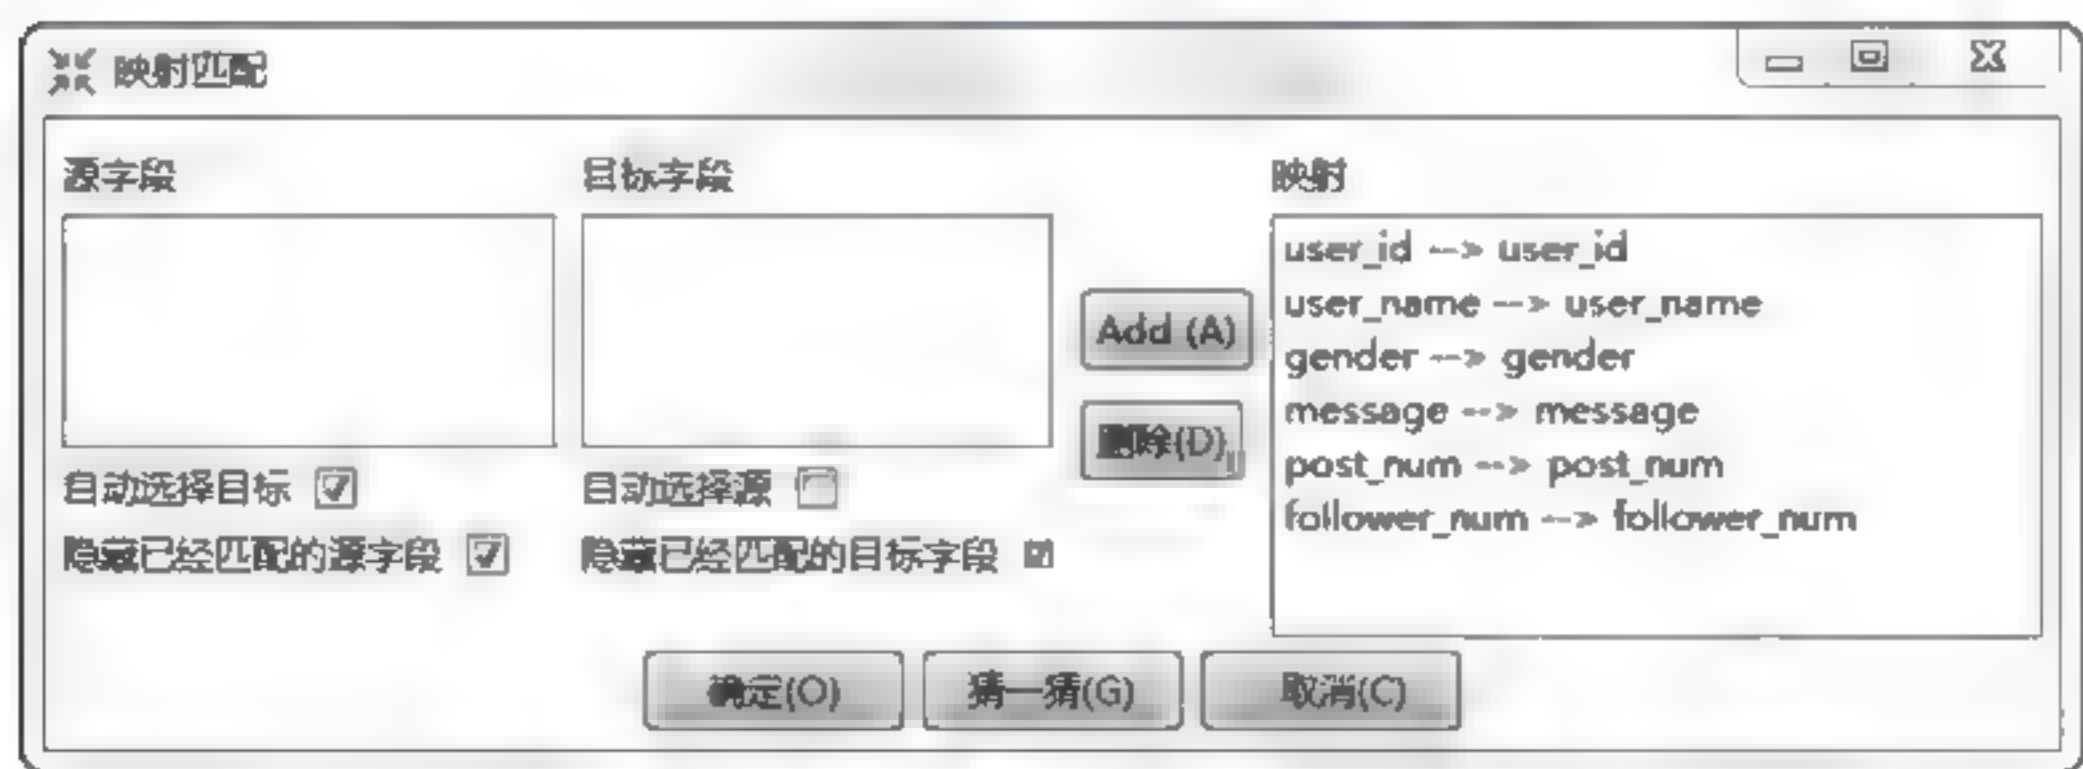 映射匹配
源字段
目标字段
映射
user_id --> user_id
user_name --> user_name
gender --> gender
message --> message
post_num --> post_num
follower_num --> follower_num
Add (A)
删除(D)
自动选择目标
自动选择源
隐藏已经匹配的源字段
隐藏已经匹配的目标字段
确定(O)
猜一猜(G)
取消(C)